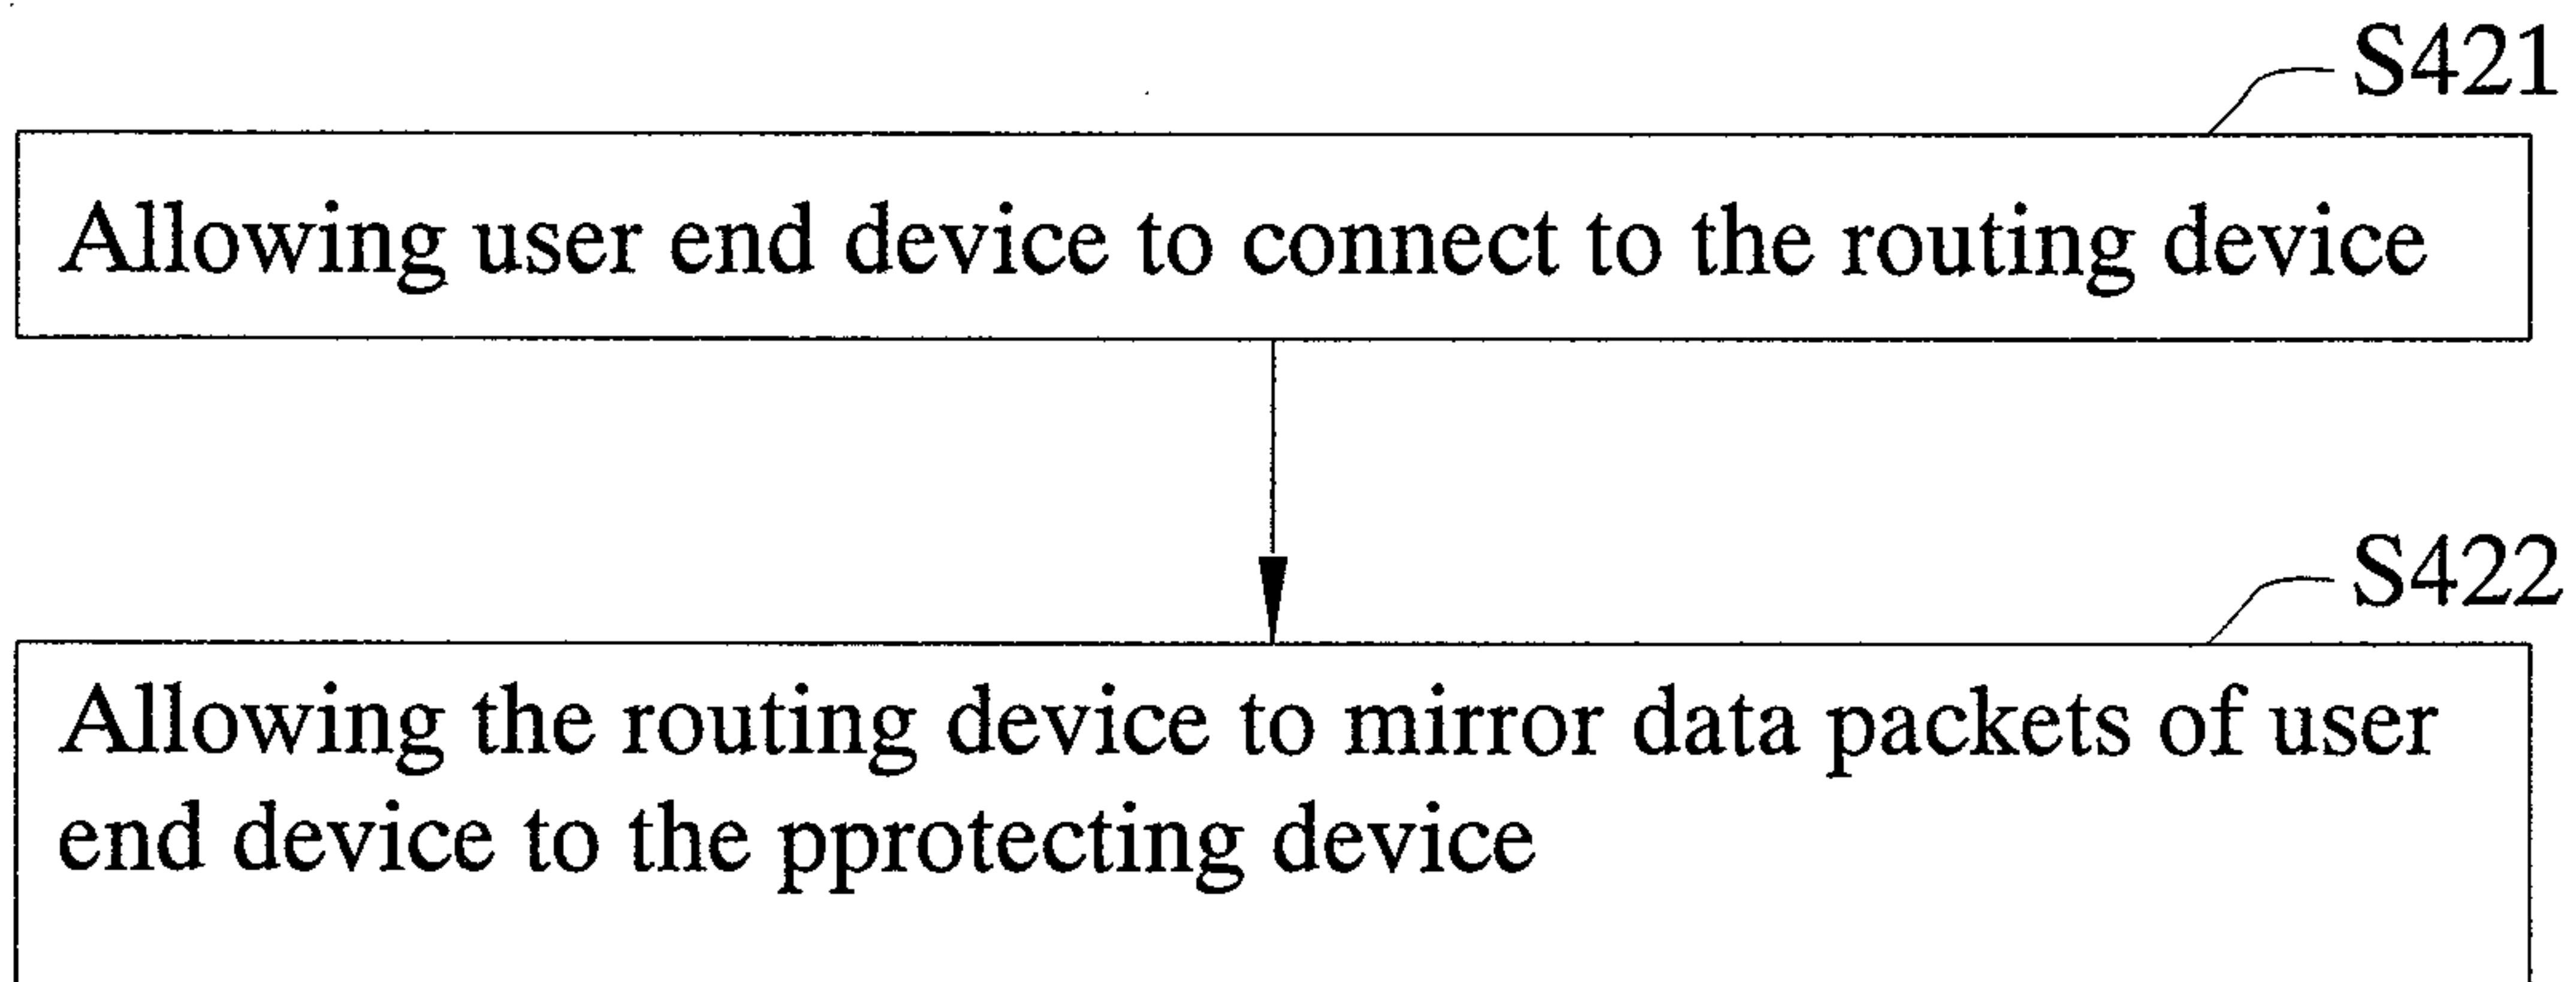 S421
Allowing user end device to connect to the routing device
S422
Allowing the routing device to mirror data packets of user
end device to the pprotecting device